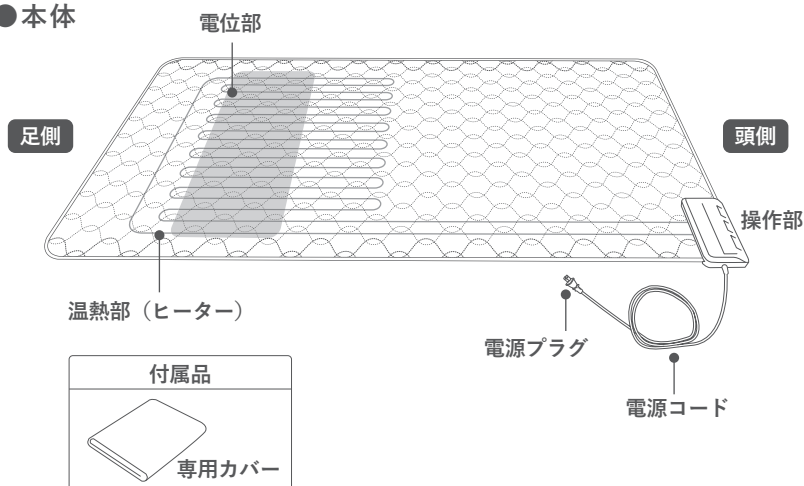 ●本体
電位部
足側
頭側
操作部
温熱部（ヒーター）
電源プラグ
電源コード
付属品
専用カバー